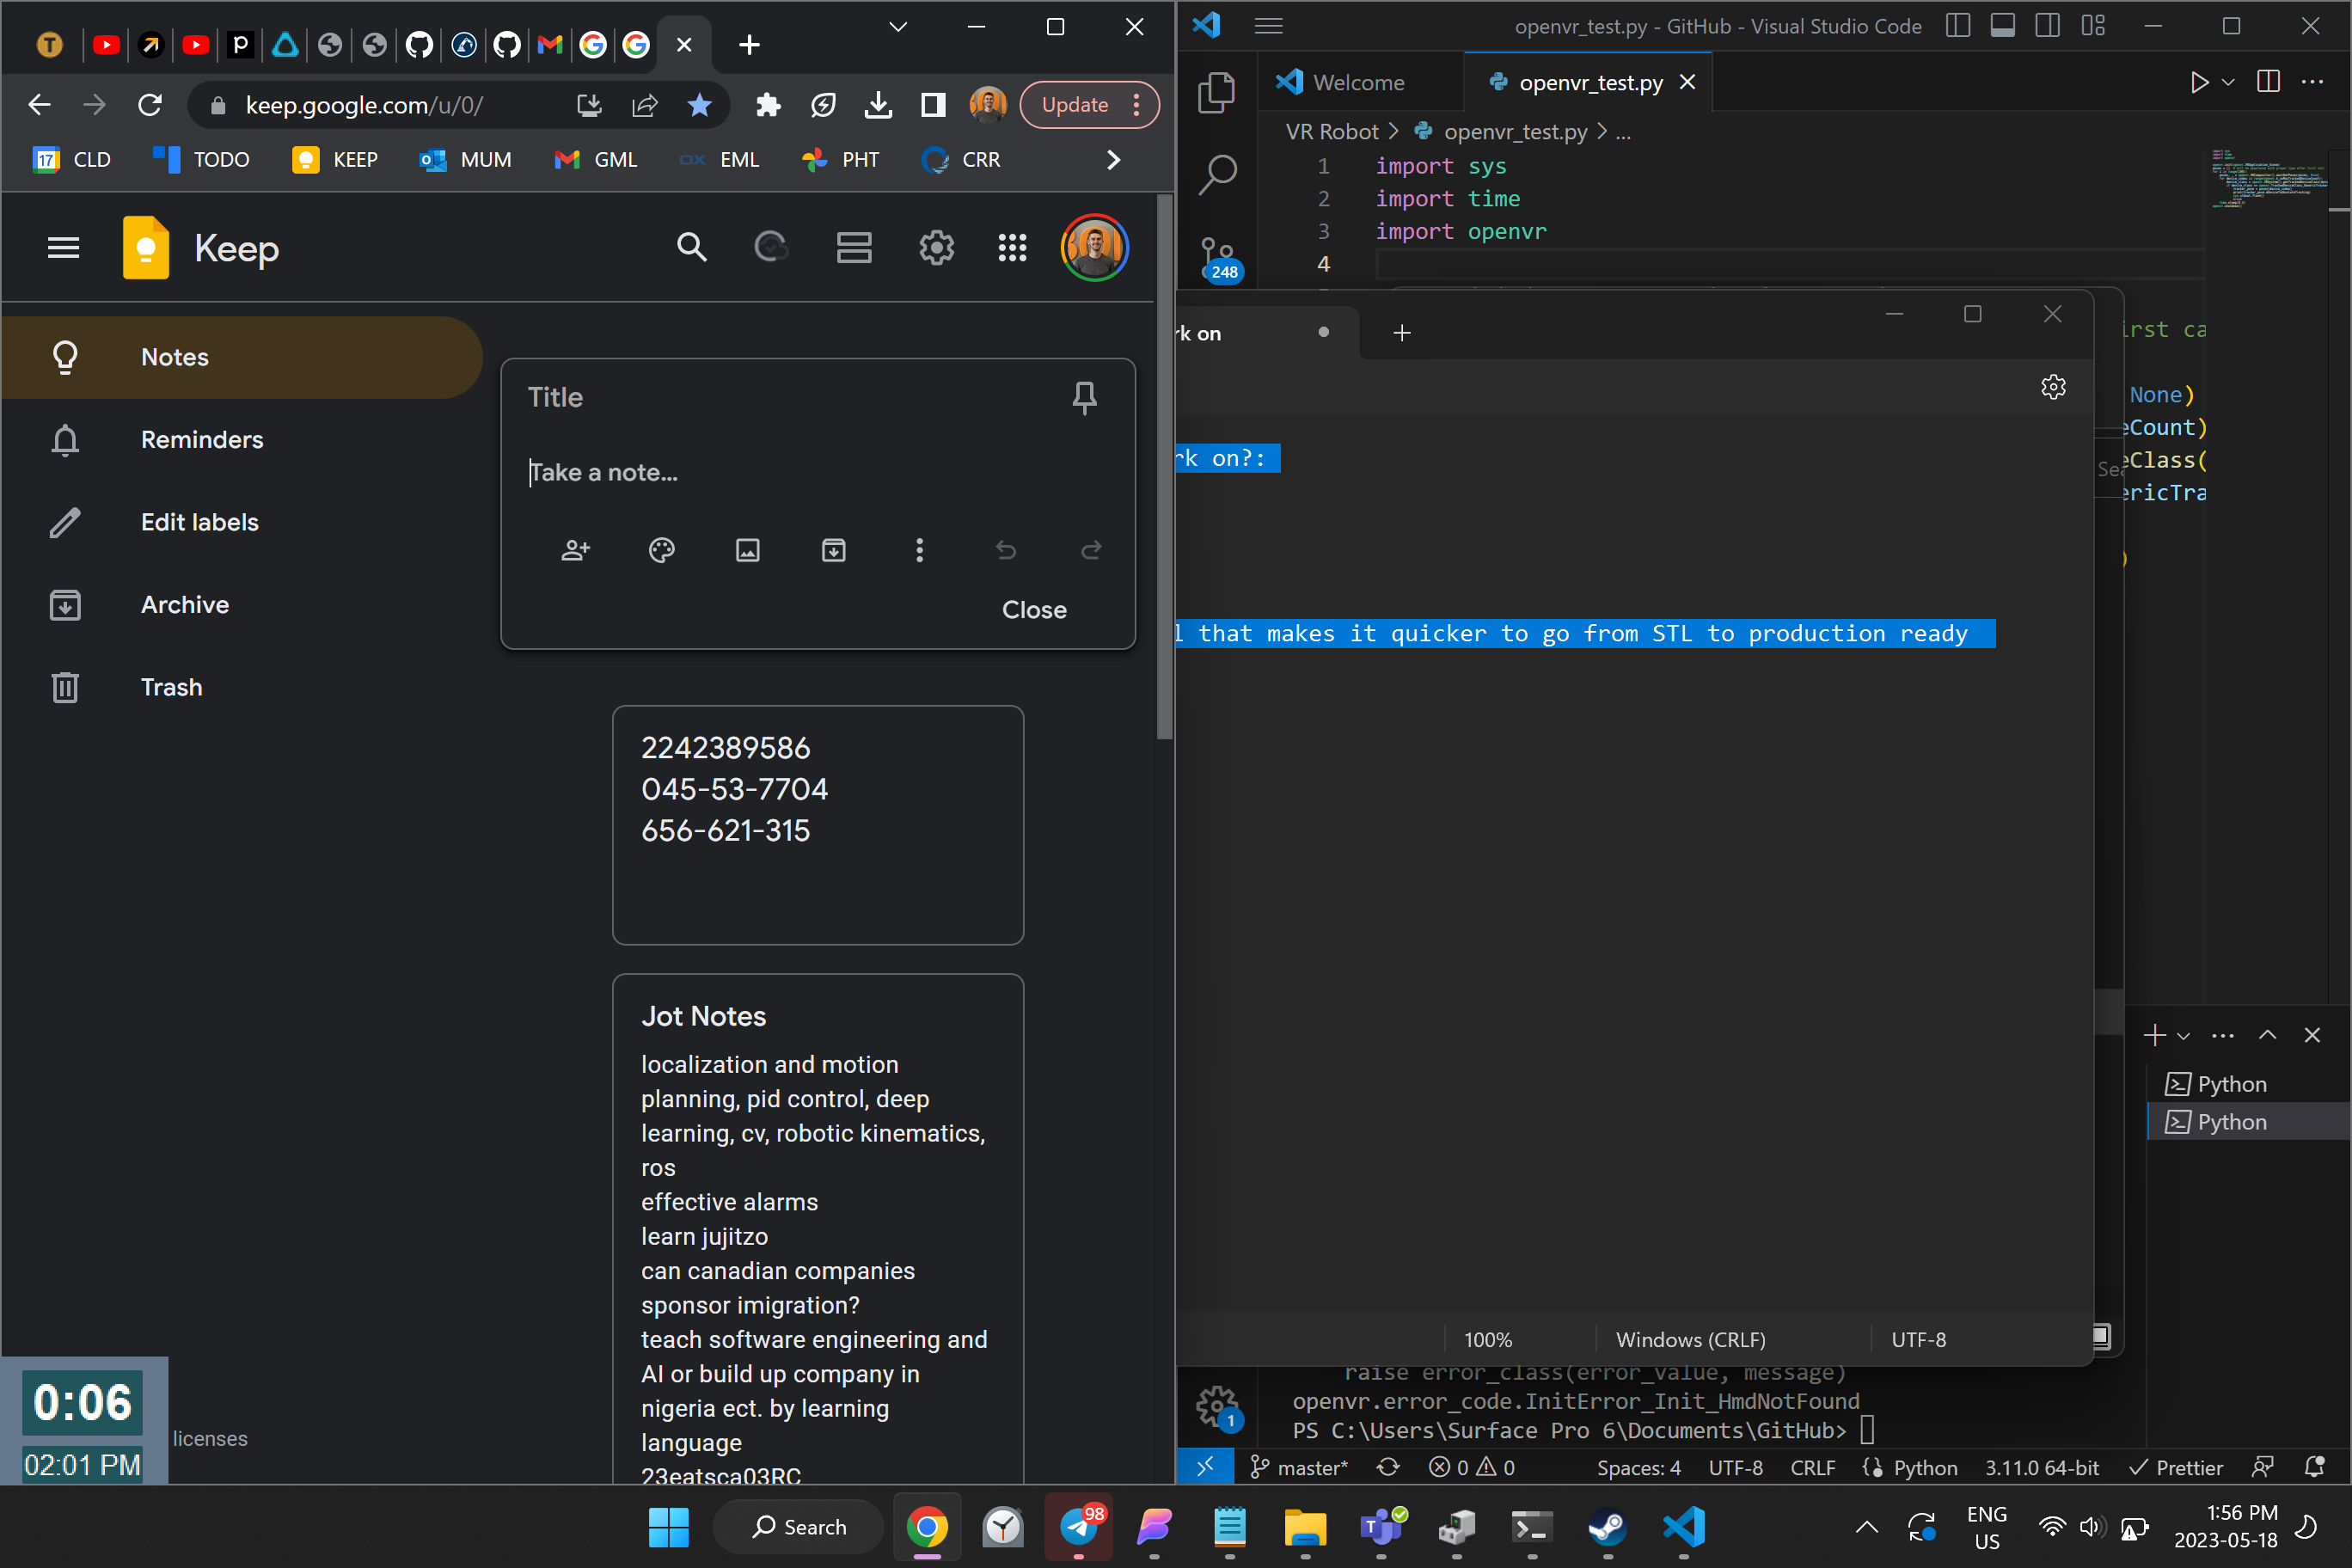 keep.google.com/u/0/
Update
17 CLD
TODO
KEEP
MUM
GML
EML
PHT
CRR
Keep
Notes
Reminders
Edit labels
Archive
Trash
Title
Take a note...
Close
2242389586
045-53-7704
656-621-315
Jot Notes
localization and motion
planning, pid control, deep
learning, cv, robotic kinematics,
ros
effective alarms
learn jujitzo
can canadian companies
sponsor imigration?
teach software engineering and
AI or build up company in
nigeria ect. by learning
language
23eatsca03RC
0:06
02:01 PM
licenses
openvr_test.py - GitHub - Visual Studio Code
Welcome
openvr_test.py
VR Robot > openvr_test.py > ...
1 import sys
2 import time
3 import openvr
4
248
rk on
irst ca
None)
eCount)
eClass(
Sea
ericTra
)
rk on?:
l that makes it quicker to go from STL to production ready
100%
Windows (CRLF)
UTF-8
Python
Python
raise error_class(error_value, message)
openvr.error_code.InitError_Init_HmdNotFound
PS C:\Users\Surface Pro 6\Documents\GitHub>
1
master*
0
0
Spaces: 4
UTF-8
CRLF
Python
3.11.0 64-bit
Prettier
Search
98
ENG
US
1:56 PM
2023-05-18